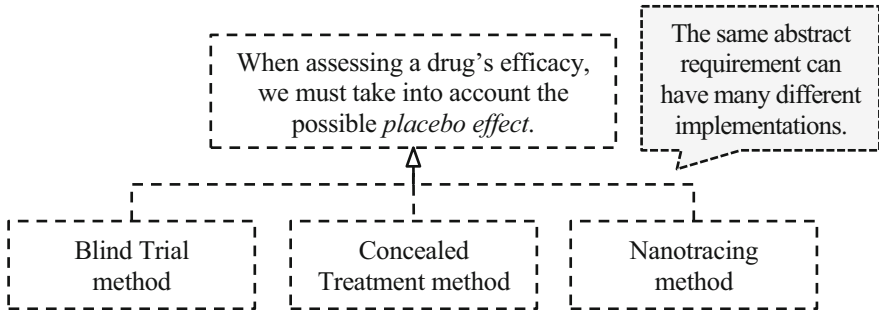 When assessing a drug’s efficacy,
we must take into account the
possible placebo effect.
The same abstract
requirement can
have many different
implementations.
Blind Trial
method
Concealed
Treatment method
Nanotracing
method